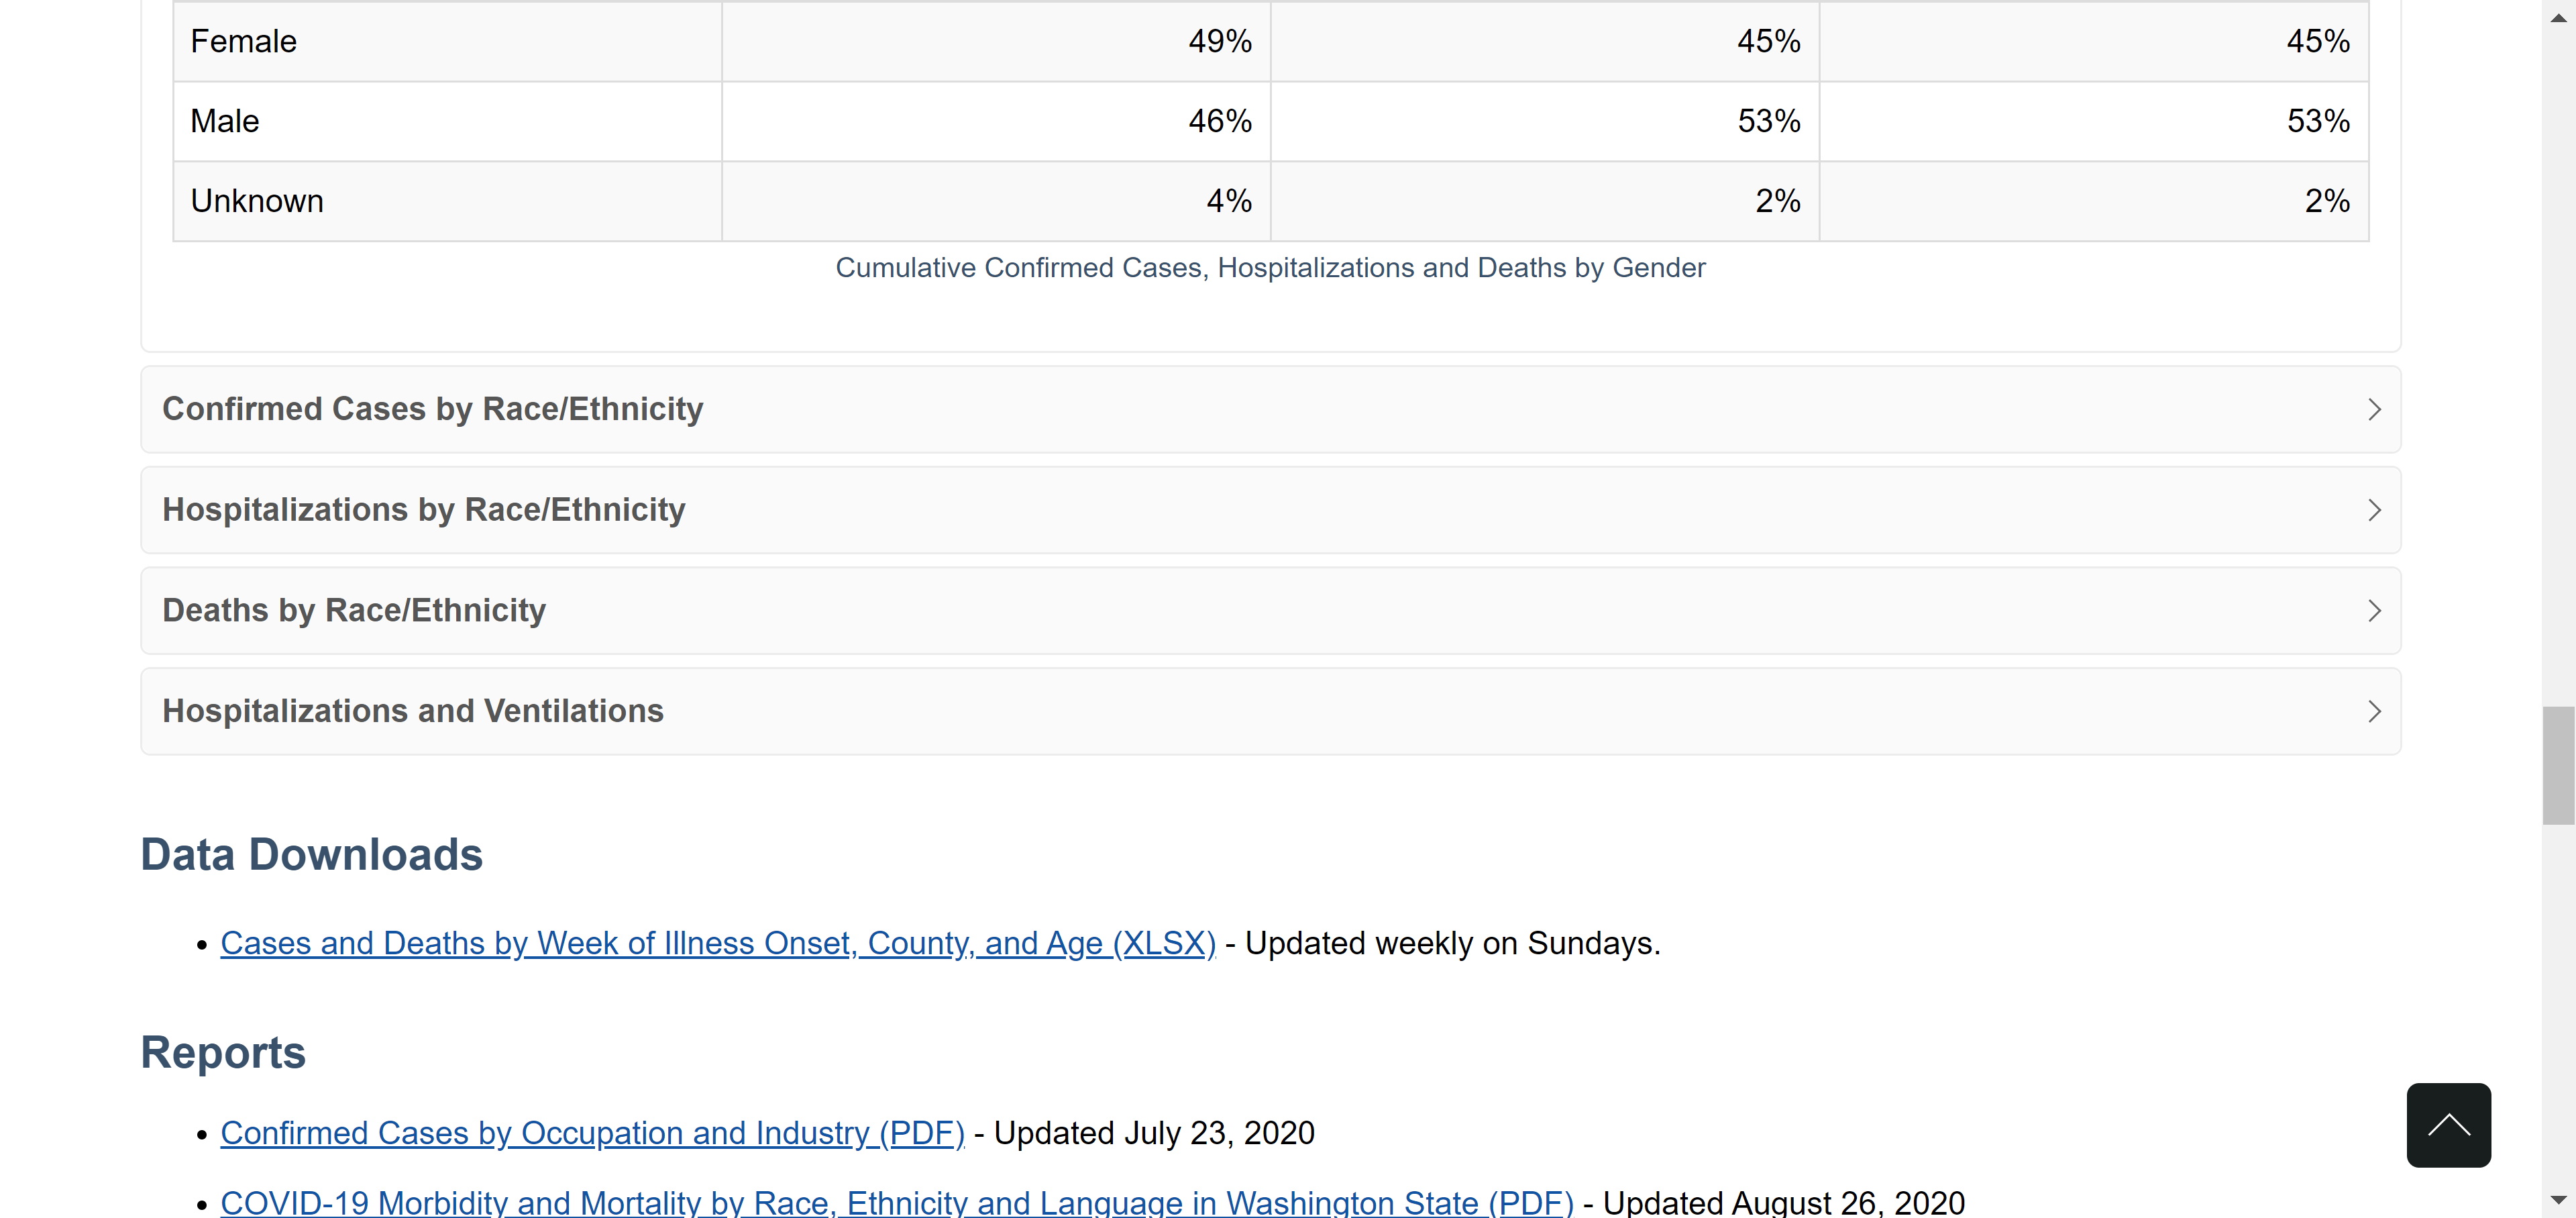 Female 49% 45% 45%
Male 46% 53% 53%
Unknown 4% 2% 2%
Cumulative Confirmed Cases, Hospitalizations and Deaths by Gender
Confirmed Cases by Race/Ethnicity
Hospitalizations by Race/Ethnicity
Deaths by Race/Ethnicity
Hospitalizations and Ventilations
Data Downloads
• Cases and Deaths by Week of Illness Onset, County, and Age (XLSX) - Updated weekly on Sundays.
Reports
• Confirmed Cases by Occupation and Industry (PDF) - Updated July 23, 2020
• COVID-19 Morbidity and Mortality by Race, Ethnicity and Language in Washington State (PDF) - Updated August 26, 2020